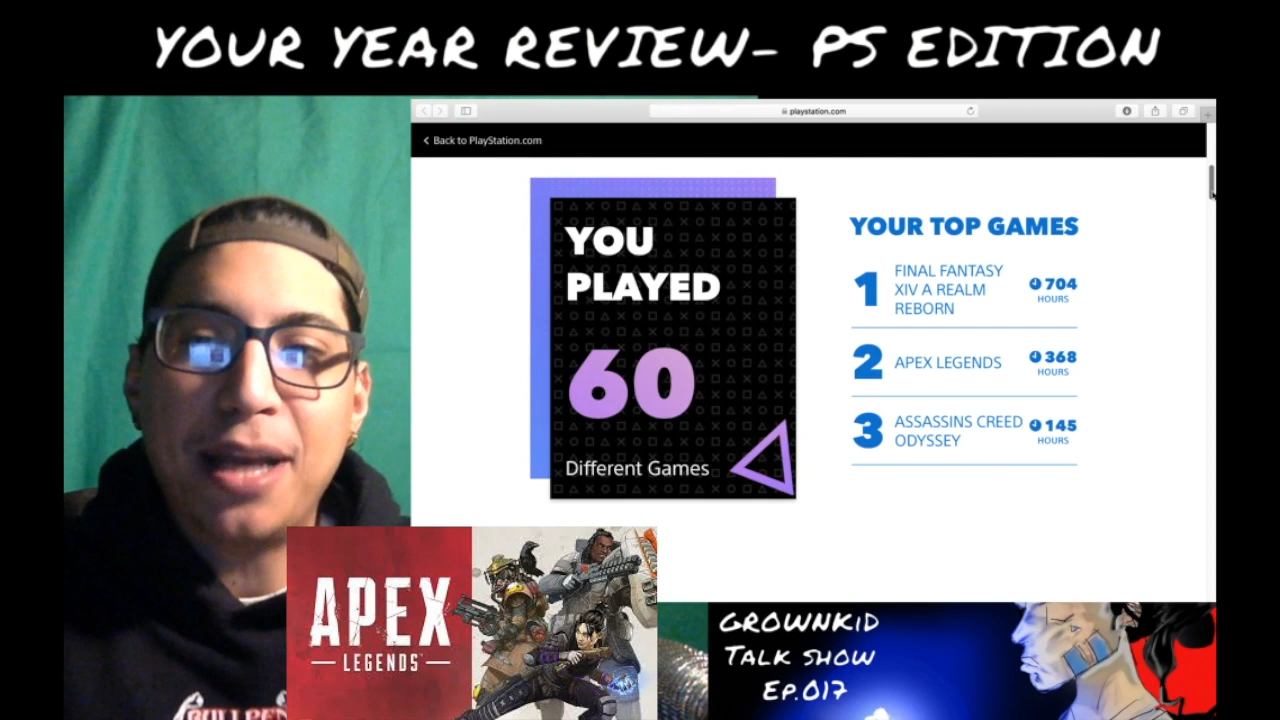 YOUR YEAR REVIEW- PS EDITION
playstation.com
Back to PlayStation.com
YOU
PLAYED
60
Different Games
YOUR TOP GAMES
1
FINAL FANTASY
XIV A REALM
REBORN
704
HOURS
2
APEX LEGENDS
368
HOURS
3
ASSASSINS CREED
ODYSSEY
145
HOURS
APEX
LEGENDS
GROWNKID
TALK SHOW
EP.017